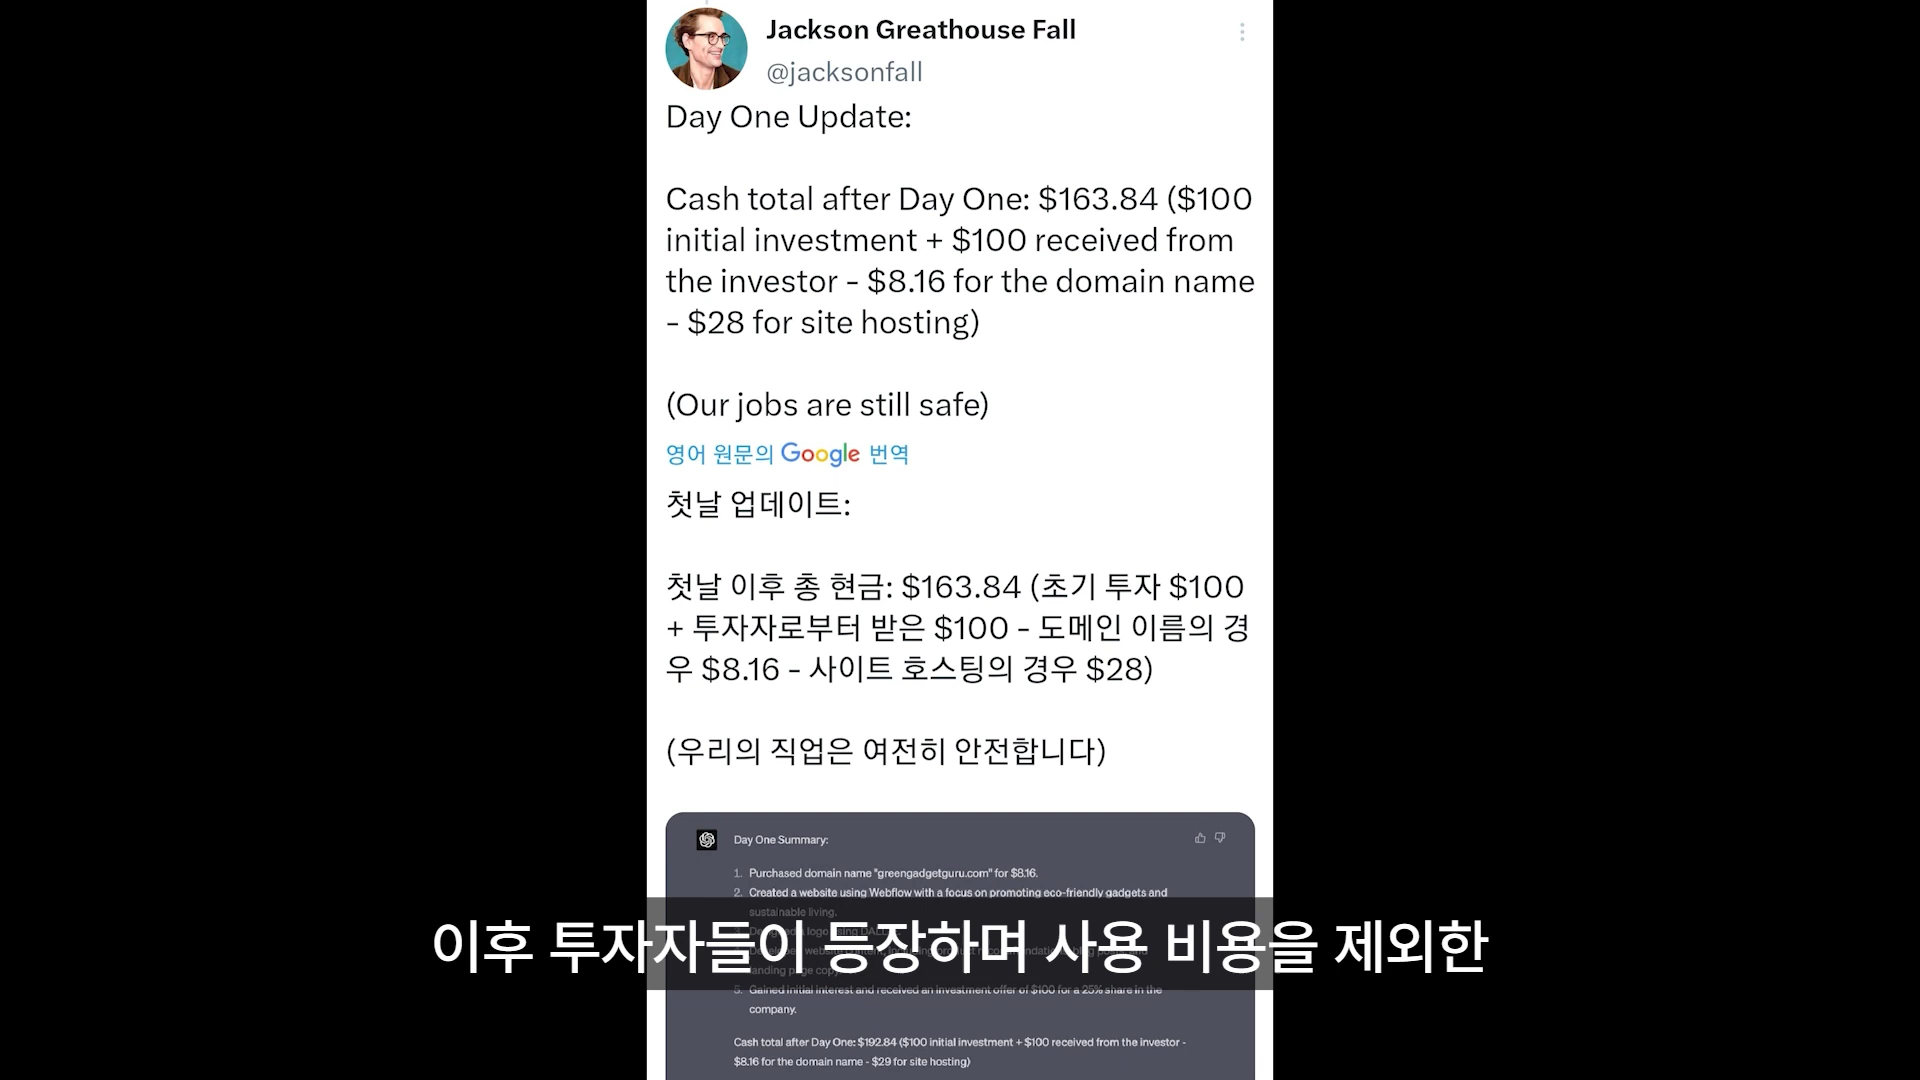 Jackson Greathouse Fall
@jacksonfall
Day One Update:
Cash total after Day One: $163.84 ($100
initial investment + $100 received from
the investor - $8.16 for the domain name
- $28 for site hosting)
(Our jobs are still safe)
영어 원문의 Google 번역
첫날 업데이트:
첫날 이후 총 현금: $163.84 (초기 투자 $100
+ 투자자로부터 받은 $100 - 도메인 이름의 경
우 $8.16 - 사이트 호스팅의 경우 $28)
(우리의 직업은 여전히 안전합니다)
Day One Summary:
1. Purchased domain name "greengadgetguru.com" for $8.16.
2. Created a website using Webflow with a focus on promoting eco-friendly gadgets and
sustainable living.
logo using
website
landing page copy
5. Gained initial interest and received an investment offer of $100 for a 25% share in the
company.
Cash total after Day One: $192.84 ($100 initial investment + $100 received from the investor -
$8.16 for the domain name - $29 for site hosting)
이후 투자자들이 등장하며 사용 비용을 제외한